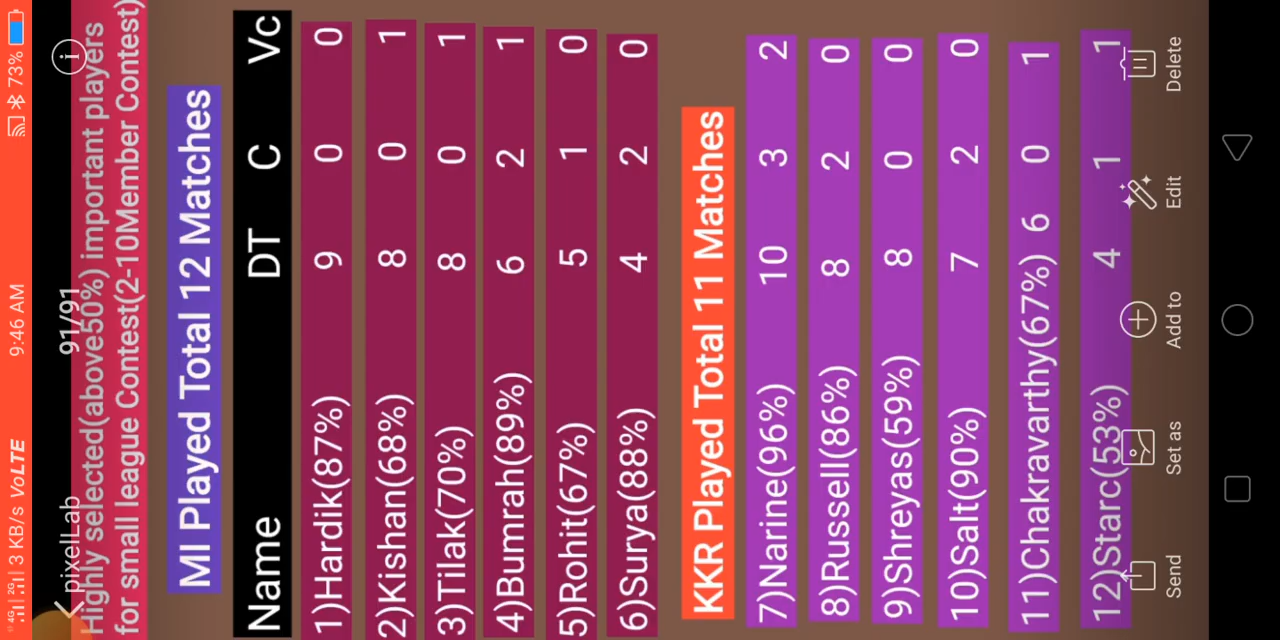 4G 2G 3 KB/s VoLTE 9:46 AM 73%
pixelLab 91/91
Highly selected(above50%) important players
for small league Contest(2-10Member Contest)
MI Played Total 12 Matches
Name DT C Vc
1)Hardik(87%) 9 0 0
2)Kishan(68%) 8 0 1
3)Tilak(70%) 8 0 1
4)Bumrah(89%) 6 2 1
5)Rohit(67%) 5 1 0
6)Surya(88%) 4 2 0
KKR Played Total 11 Matches
7)Narine(96%) 10 3 2
8)Russell(86%) 8 2 0
9)Shreyas(59%) 8 0 0
10)Salt(90%) 7 2 0
11)Chakravarthy(67%) 6 0 1
12)Starc(53%) 4 1 1
Send Set as Add to Edit Delete